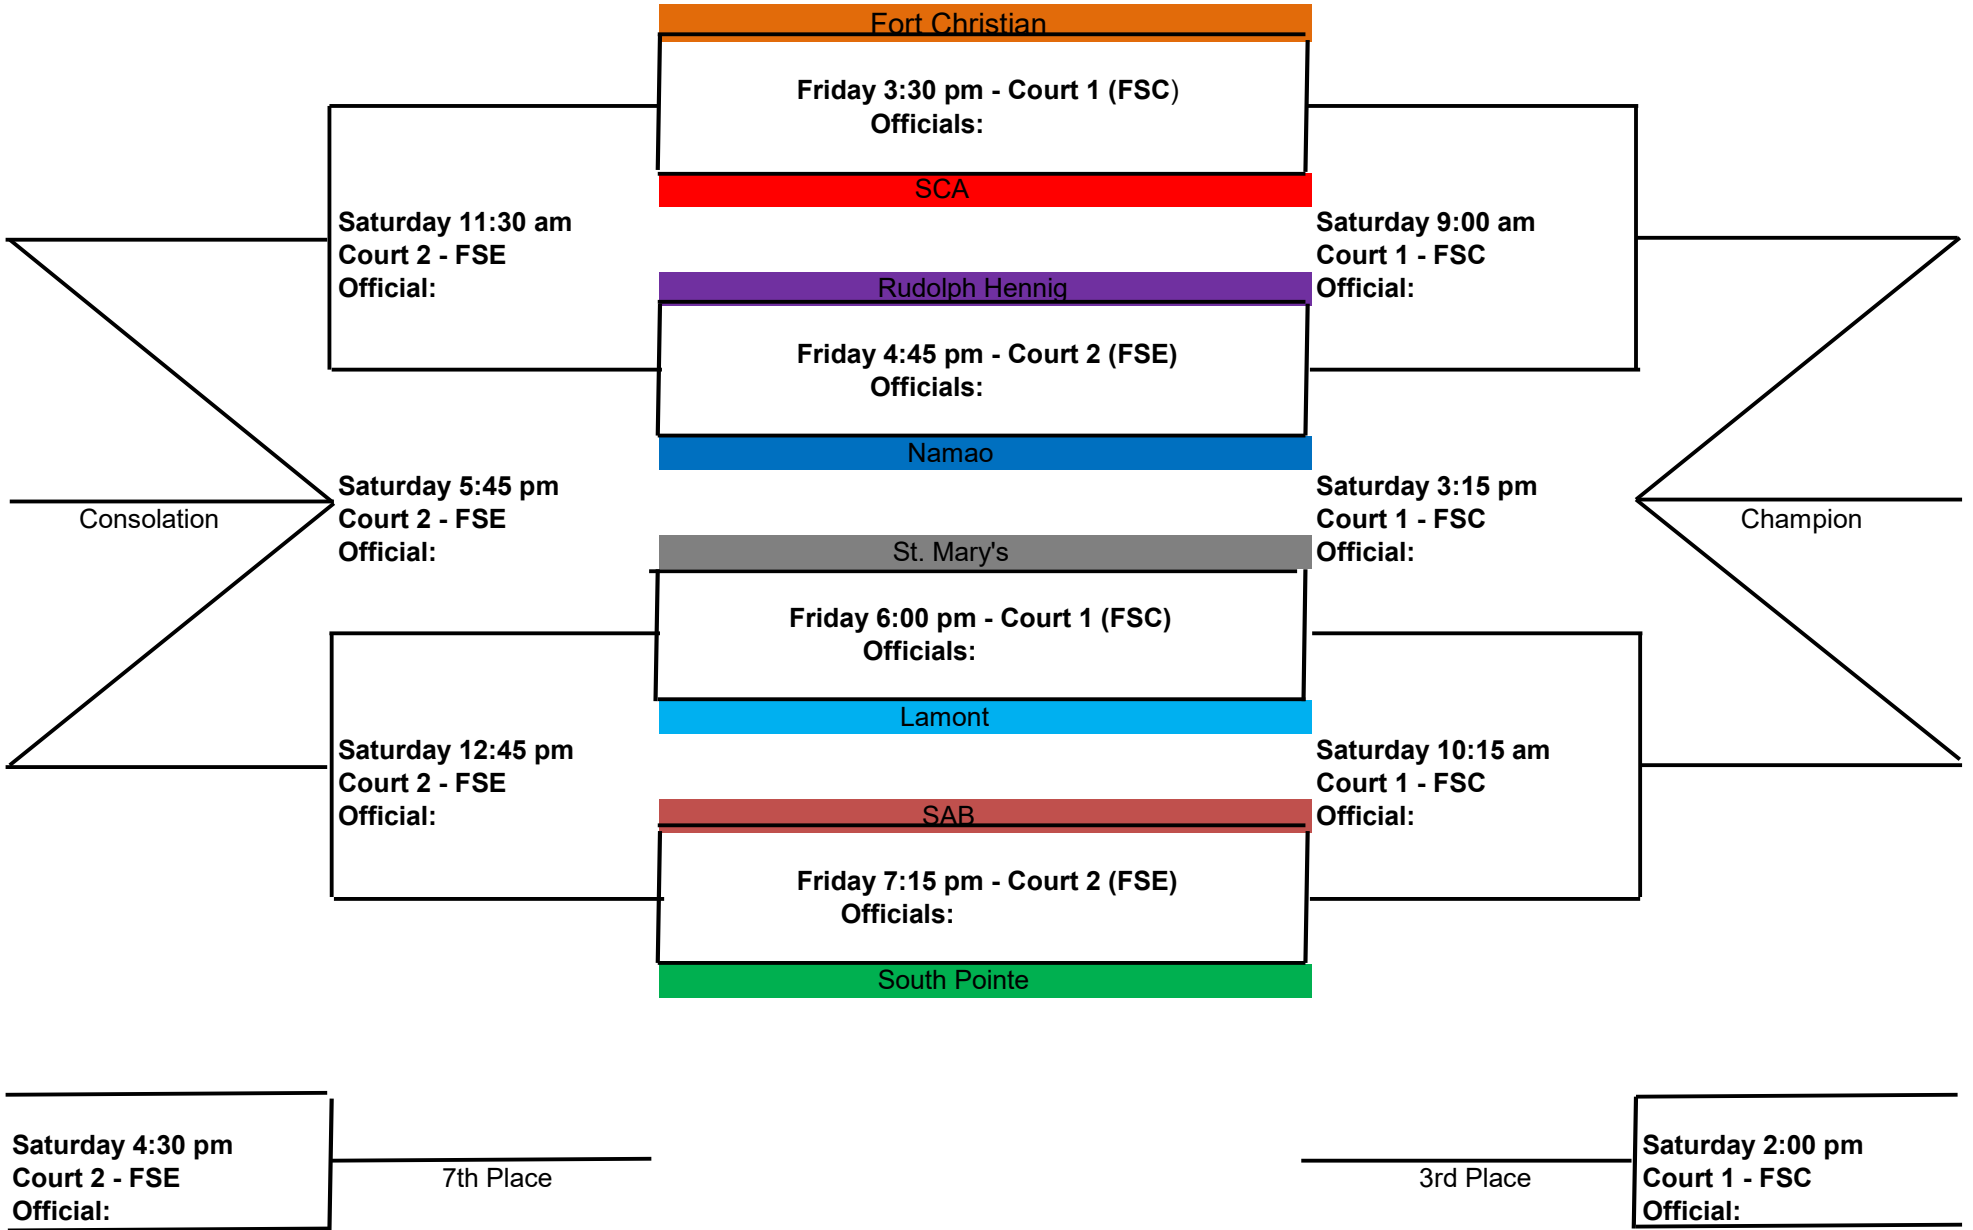 Fort Christian
Friday 3:30 pm - Court 1 (FSC)
Officials:
SCA
Saturday 11:30 am
Court 2 - FSE
Official:
Saturday 9:00 am
Court 1 - FSC
Official:
Rudolph Hennig
Friday 4:45 pm - Court 2 (FSE)
Officials:
Namao
Consolation
Saturday 5:45 pm
Court 2 - FSE
Official:
Saturday 3:15 pm
Court 1 - FSC
Official:
Champion
St. Mary's
Friday 6:00 pm - Court 1 (FSC)
Officials:
Lamont
Saturday 12:45 pm
Court 2 - FSE
Official:
Saturday 10:15 am
Court 1 - FSC
Official:
SAB
Friday 7:15 pm - Court 2 (FSE)
Officials:
South Pointe
Saturday 4:30 pm
Court 2 - FSE
Official:
7th Place
3rd Place
Saturday 2:00 pm
Court 1 - FSC
Official: